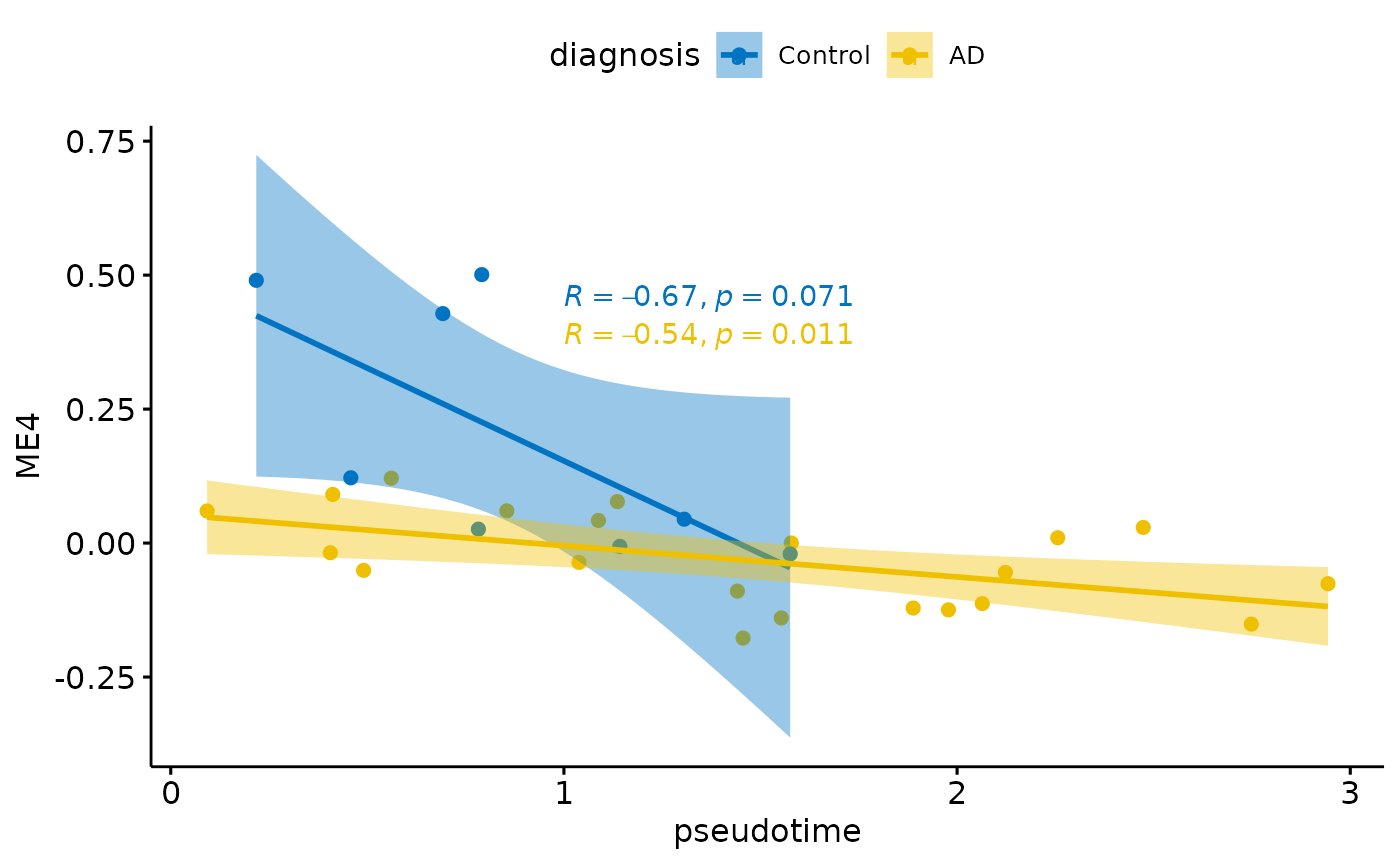 diagnosis Control AD
0.75
0.50
R = –0.67, p = 0.071
R = –0.54, p = 0.011
0.25
ME4
0.00
-0.25
0 1 2 3
pseudotime